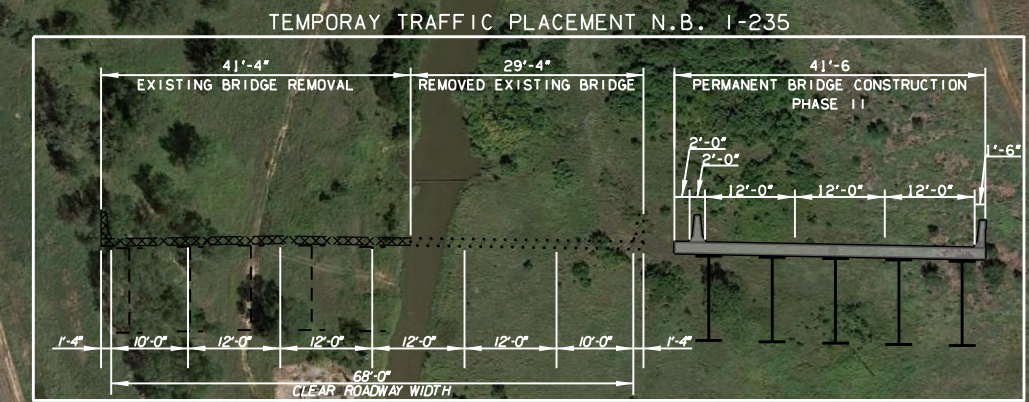 TEMPORAY TRAFFIC PLACEMENT N.B. I-235
41'-4" 29'-4" 41'-6
EXISTING BRIDGE REMOVAL REMOVED EXISTING BRIDGE PERMANENT BRIDGE CONSTRUCTION
PHASE II
2'-0" 1'-6"
2'-0"
12'-0" 12'-0" 12'-0"
1'-4" 10'-0" 12'-0" 12'-0" 12'-0" 12'-0" 10'-0" 1'-4"
68'-0"
CLEAR ROADWAY WIDTH